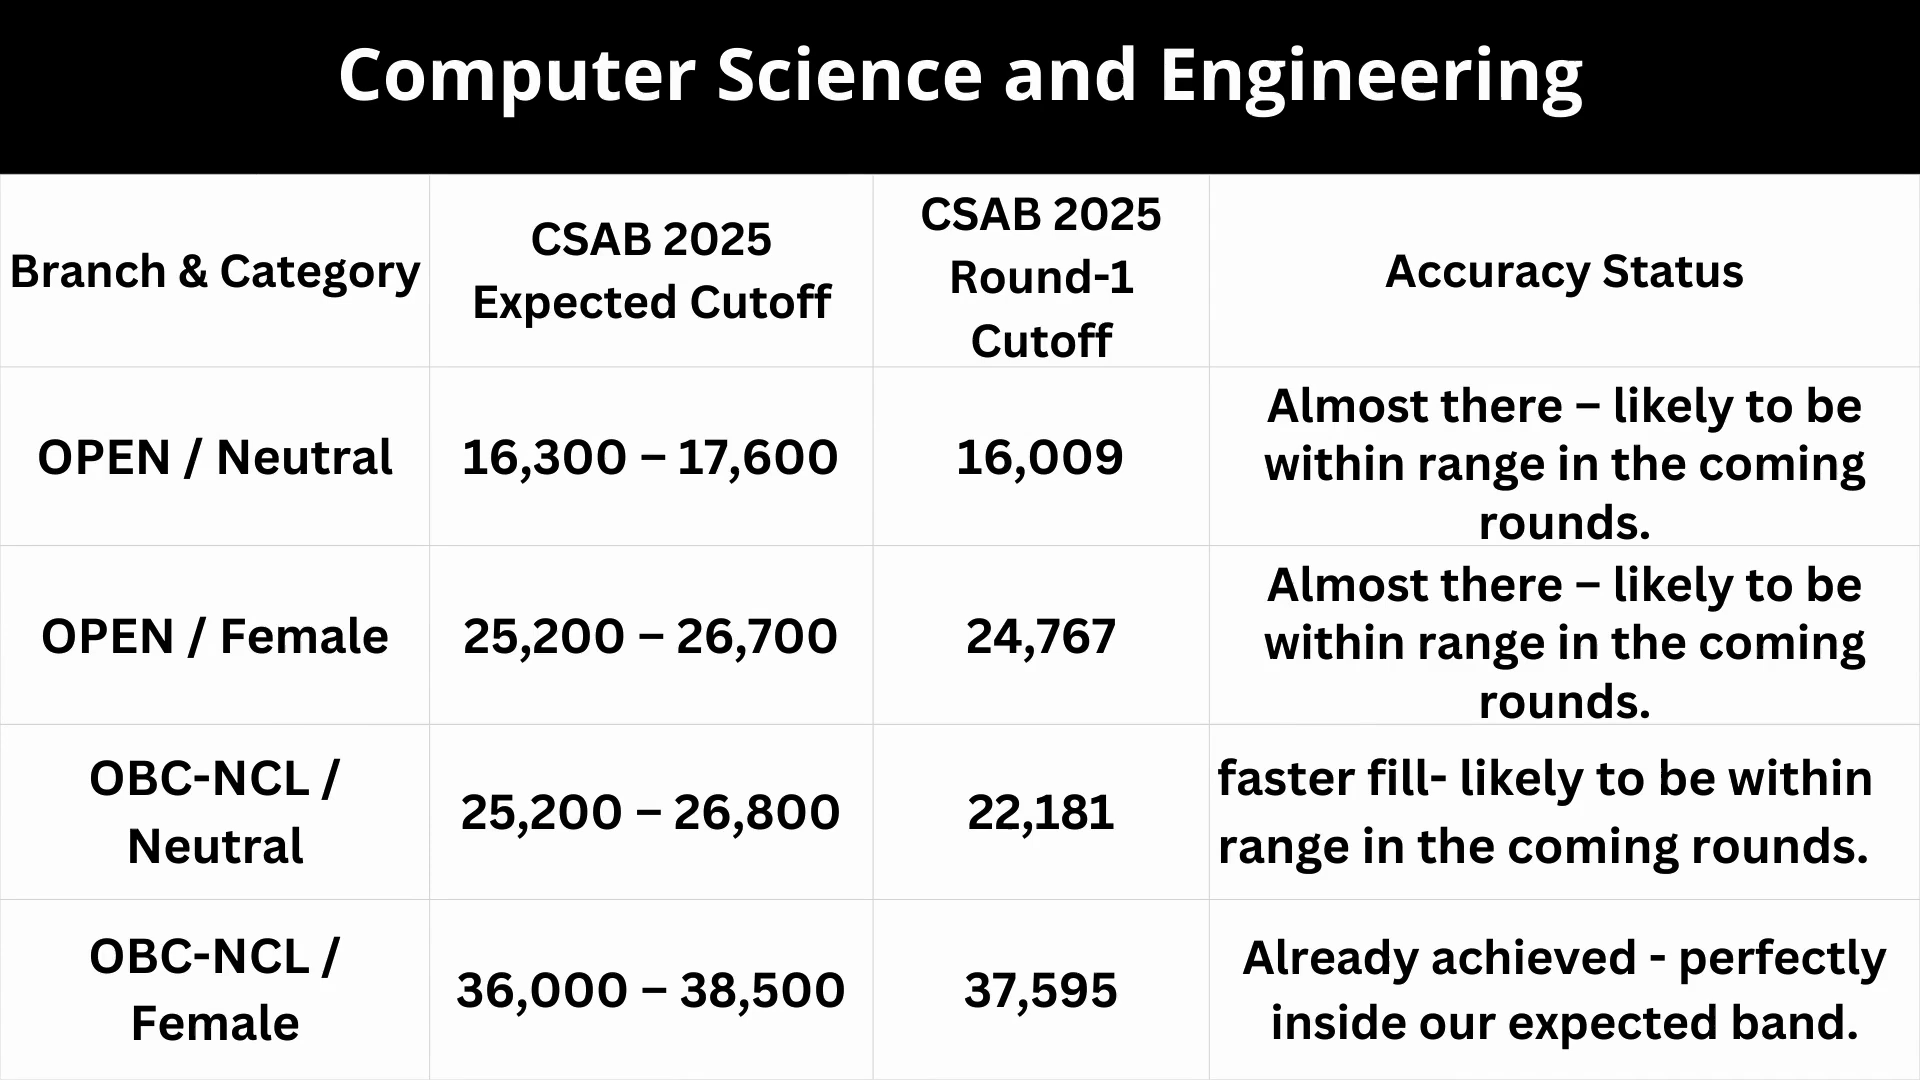 Computer Science and Engineering
Branch & Category
CSAB 2025
Expected Cutoff
CSAB 2025
Round-1
Cutoff
Accuracy Status
OPEN / Neutral
16,300 – 17,600
16,009
Almost there – likely to be
within range in the coming
rounds.
OPEN / Female
25,200 – 26,700
24,767
Almost there – likely to be
within range in the coming
rounds.
OBC-NCL /
Neutral
25,200 – 26,800
22,181
faster fill- likely to be within
range in the coming rounds.
OBC-NCL /
Female
36,000 – 38,500
37,595
Already achieved - perfectly
inside our expected band.